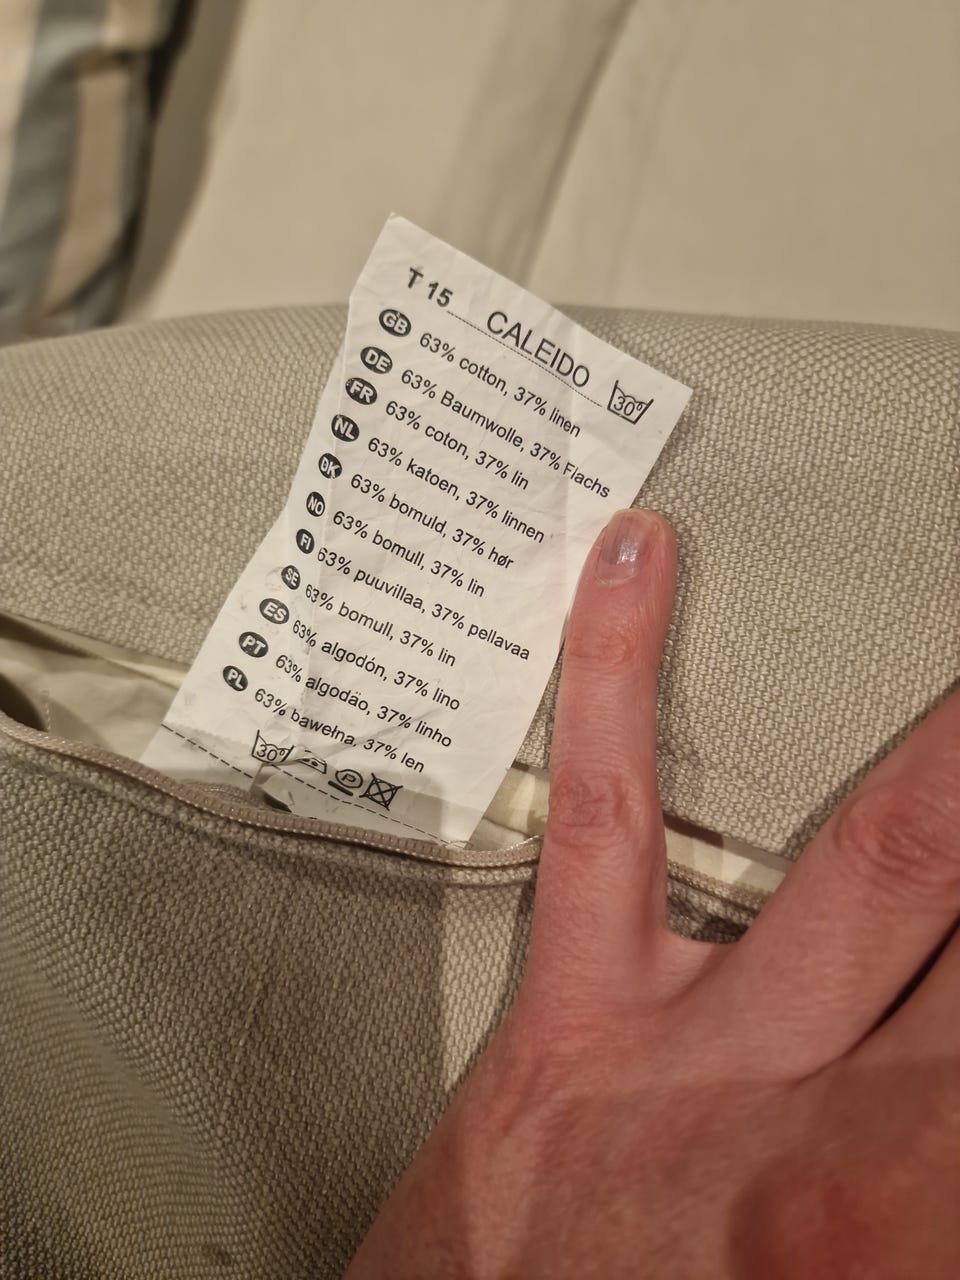 T 15 CALEIDO 30°
GB 63% cotton, 37% linen
DE 63% Baumwolle, 37% Flachs
FR 63% coton, 37% lin
NL 63% katoen, 37% linnen
DK 63% bomuld, 37% hør
NO 63% bomull, 37% lin
FI 63% puuvillaa, 37% pellavaa
SE 63% bomull, 37% lin
ES 63% algodón, 37% lino
PT 63% algodão, 37% linho
PL 63% bawełna, 37% len
30° P